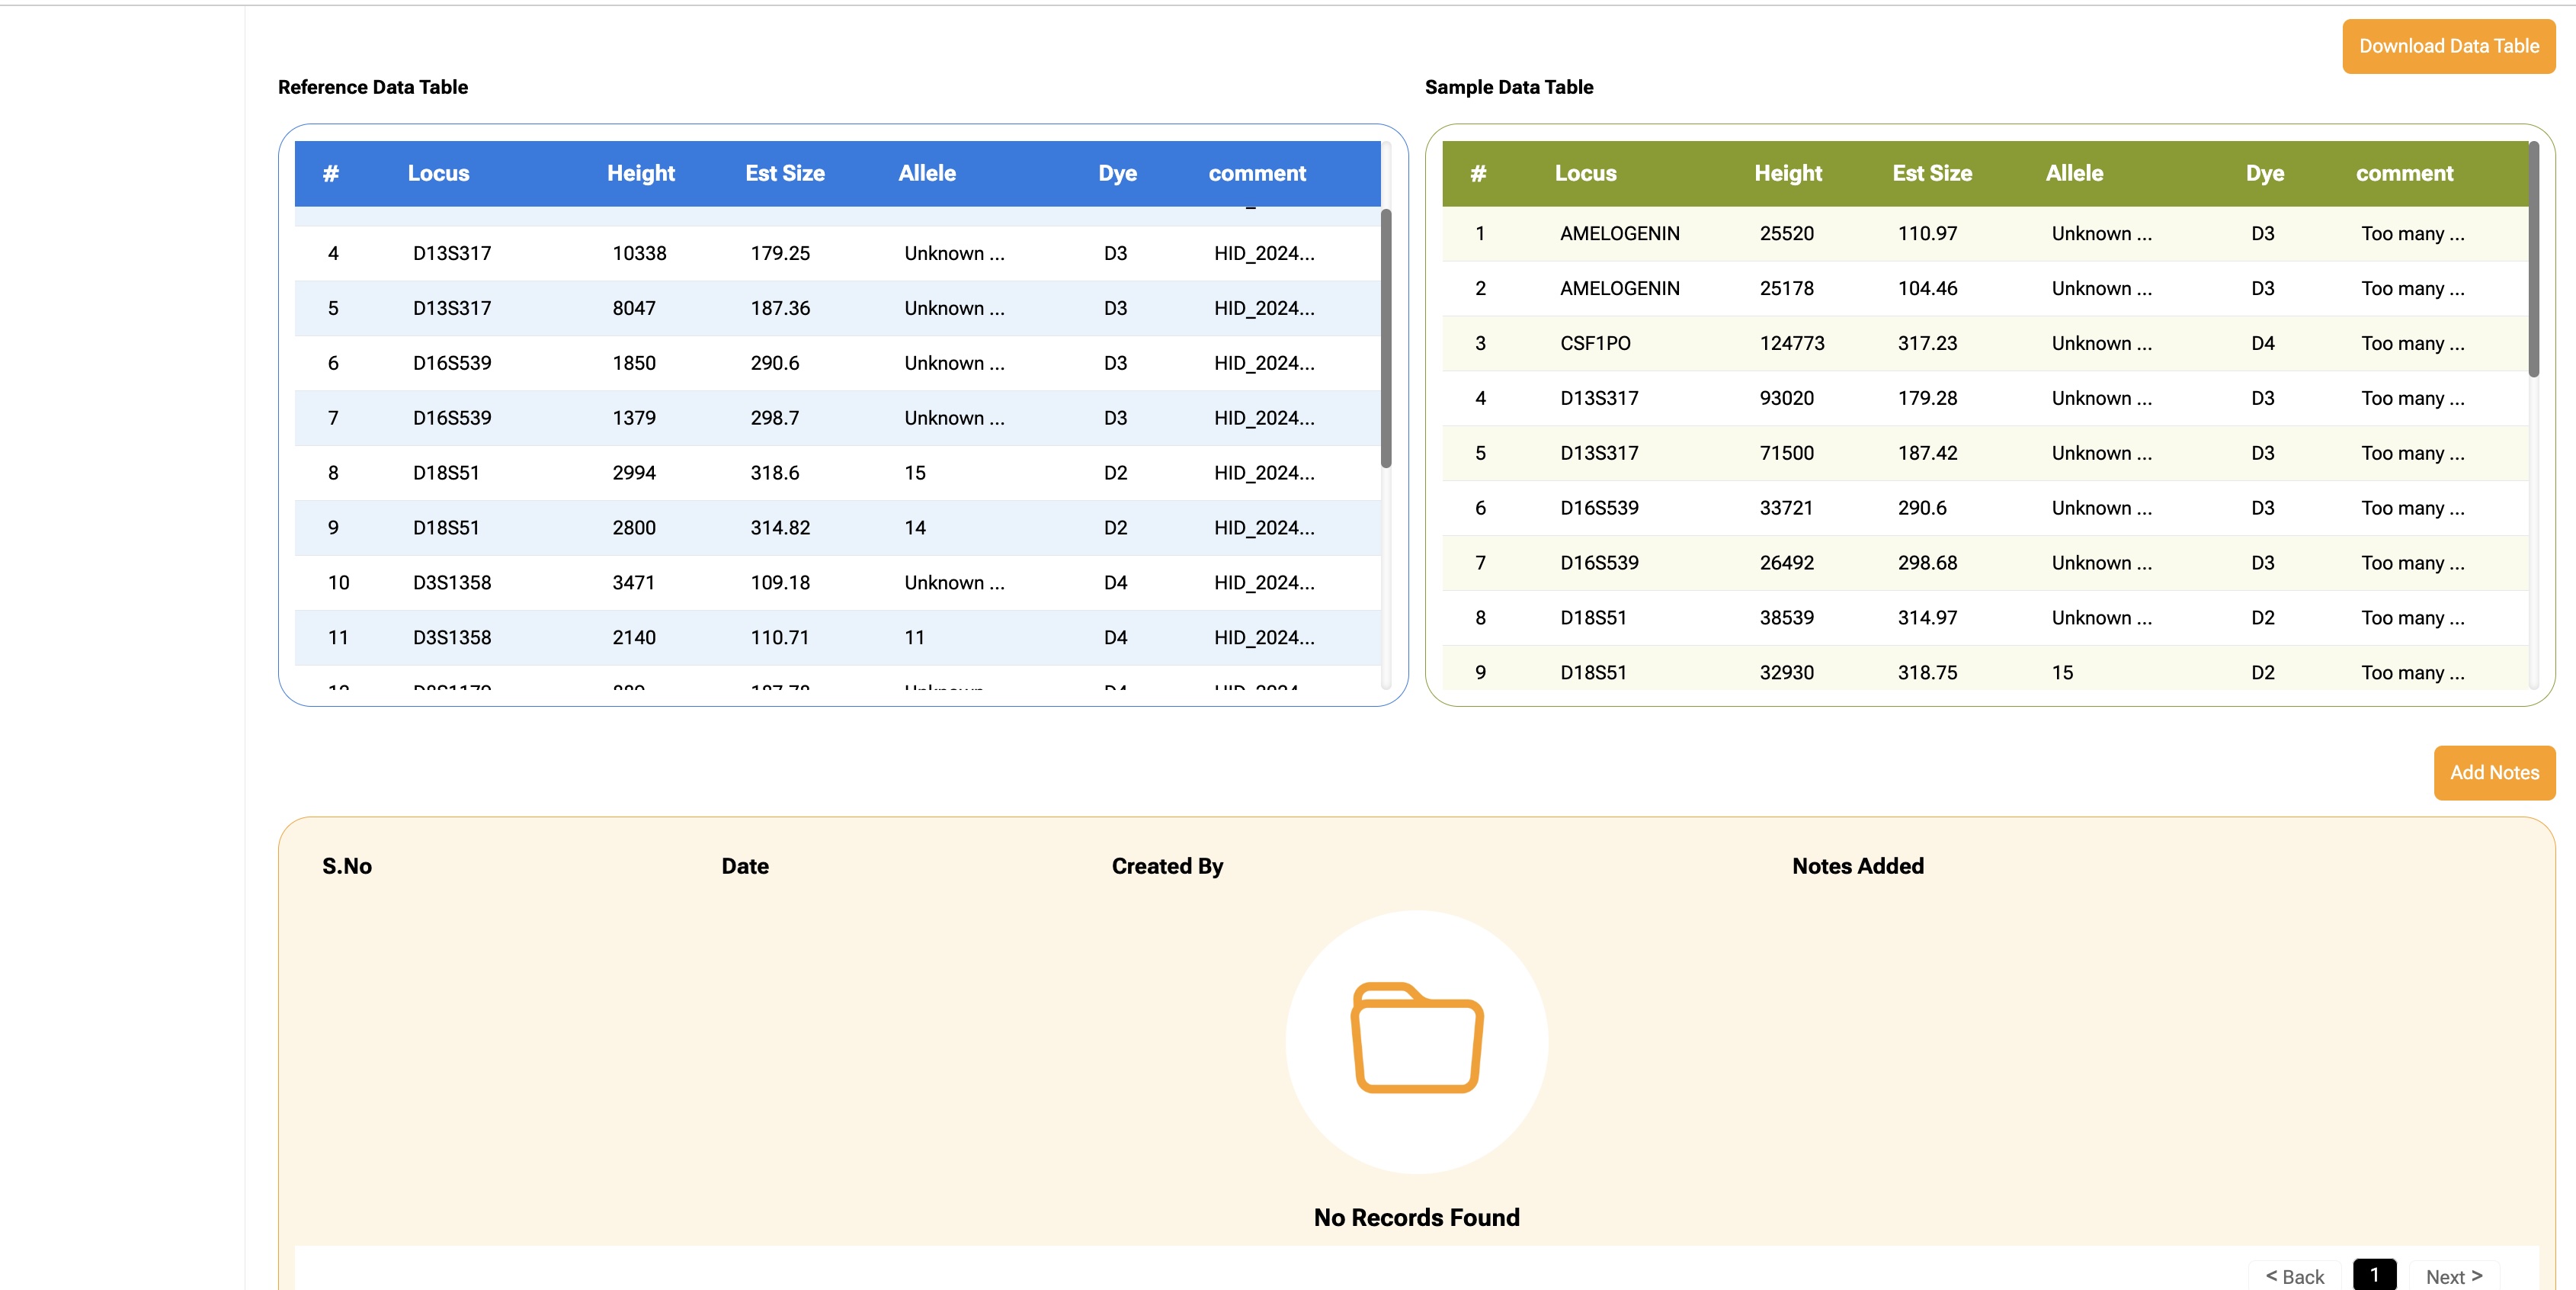 Download Data Table
Reference Data Table
# Locus Height Est Size Allele Dye comment
4 D13S317 10338 179.25 Unknown ... D3 HID_2024...
5 D13S317 8047 187.36 Unknown ... D3 HID_2024...
6 D16S539 1850 290.6 Unknown ... D3 HID_2024...
7 D16S539 1379 298.7 Unknown ... D3 HID_2024...
8 D18S51 2994 318.6 15 D2 HID_2024...
9 D18S51 2800 314.82 14 D2 HID_2024...
10 D3S1358 3471 109.18 Unknown ... D4 HID_2024...
11 D3S1358 2140 110.71 11 D4 HID_2024...
Sample Data Table
# Locus Height Est Size Allele Dye comment
1 AMELOGENIN 25520 110.97 Unknown ... D3 Too many ...
2 AMELOGENIN 25178 104.46 Unknown ... D3 Too many ...
3 CSF1PO 124773 317.23 Unknown ... D4 Too many ...
4 D13S317 93020 179.28 Unknown ... D3 Too many ...
5 D13S317 71500 187.42 Unknown ... D3 Too many ...
6 D16S539 33721 290.6 Unknown ... D3 Too many ...
7 D16S539 26492 298.68 Unknown ... D3 Too many ...
8 D18S51 38539 314.97 Unknown ... D2 Too many ...
9 D18S51 32930 318.75 15 D2 Too many ...
Add Notes
S.No Date Created By Notes Added
No Records Found
< Back 1 Next >